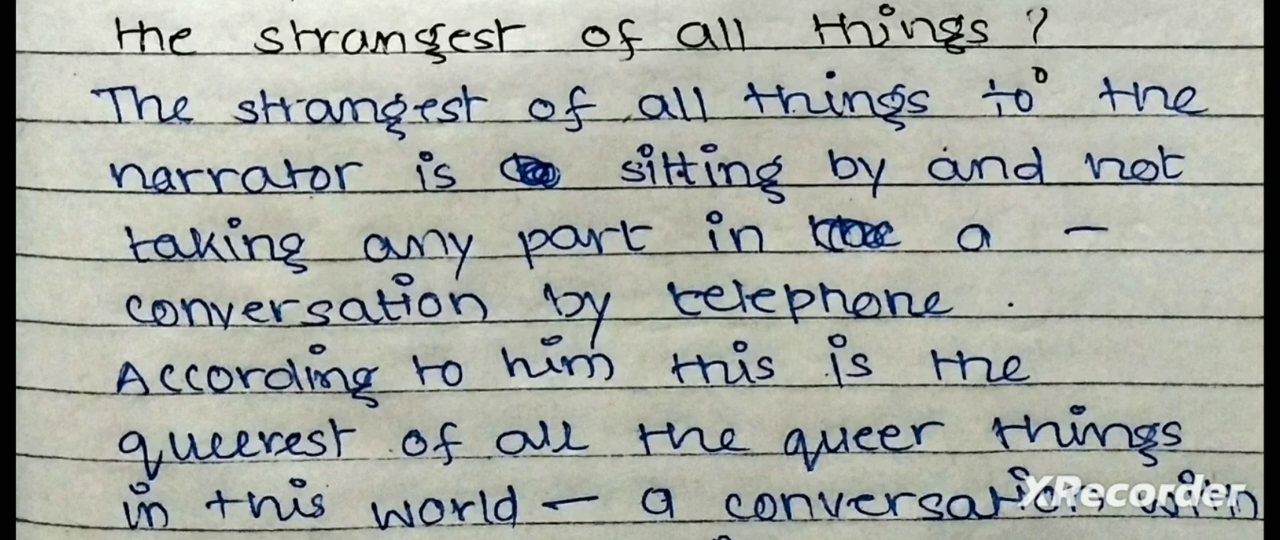 the strangest of all things ?
The strangest of all things to the
narrator is sitting by and not
taking any part in a –
conversation by telephone .
According to him this is the
queerest of all the queer things
in this world – a conversation with
XRecorder